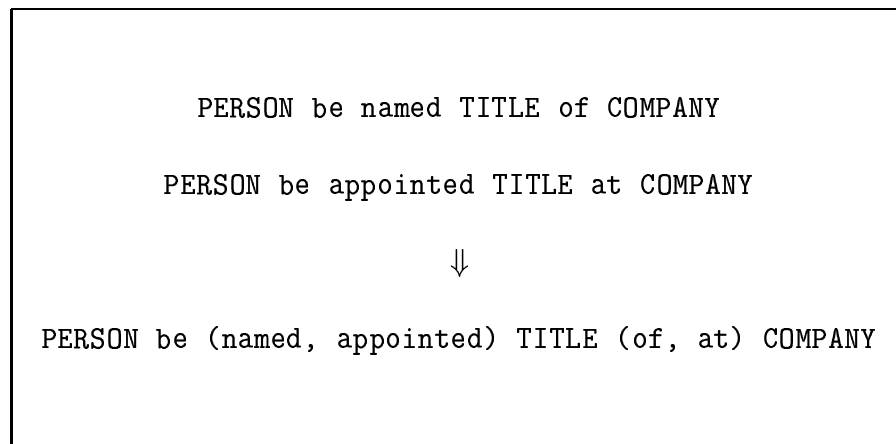 PERSON be named TITLE of COMPANY
PERSON be appointed TITLE at COMPANY
⇓
PERSON be (named, appointed) TITLE (of, at) COMPANY